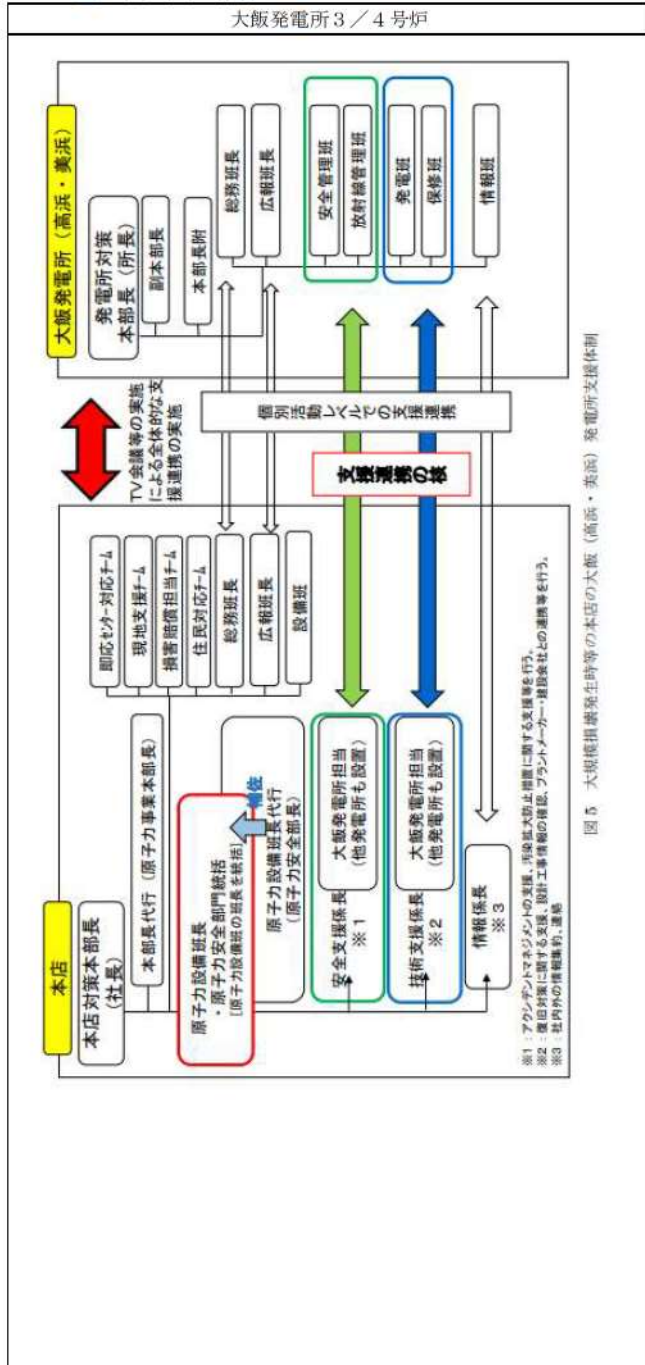 大飯発電所3/4号炉
本店
本店対策本部長
(社長)
本部長代行(原子力事業本部長)
原子力設備班長
・原子力安全部門統括
[原子力設備班の班長を統括]
補佐
原子力設備班長代行
(原子力安全部長)
安全支援係長
※1
大飯発電所担当
(他発電所も設置)
技術支援係長
※2
大飯発電所担当
(他発電所も設置)
情報係長
※3
即応センター対応チーム
現地支援チーム
損害賠償担当チーム
住民対応チーム
総務班長
広報班長
設備班
TV会議等の実施
による全体的な支
援連携の実施
個別活動レベルでの支援連携
支援連携の核
大飯発電所(高浜・美浜)
発電所対策
本部長(所長)
副本部長
本部長附
総務班長
広報班長
安全管理班
放射線管理班
発電班
保修班
情報班
※1:アクシデントマネジメントの支援、汚染拡大防止措置に関する支援等を行う。
※2:復旧対策に関する支援、設計工事情報の確認、プラントメーカー・建設会社との連携等を行う。
※3:社内外の情報集約、連絡
図5 大規模損壊発生時等の本店の大飯(高浜・美浜)発電所支援体制